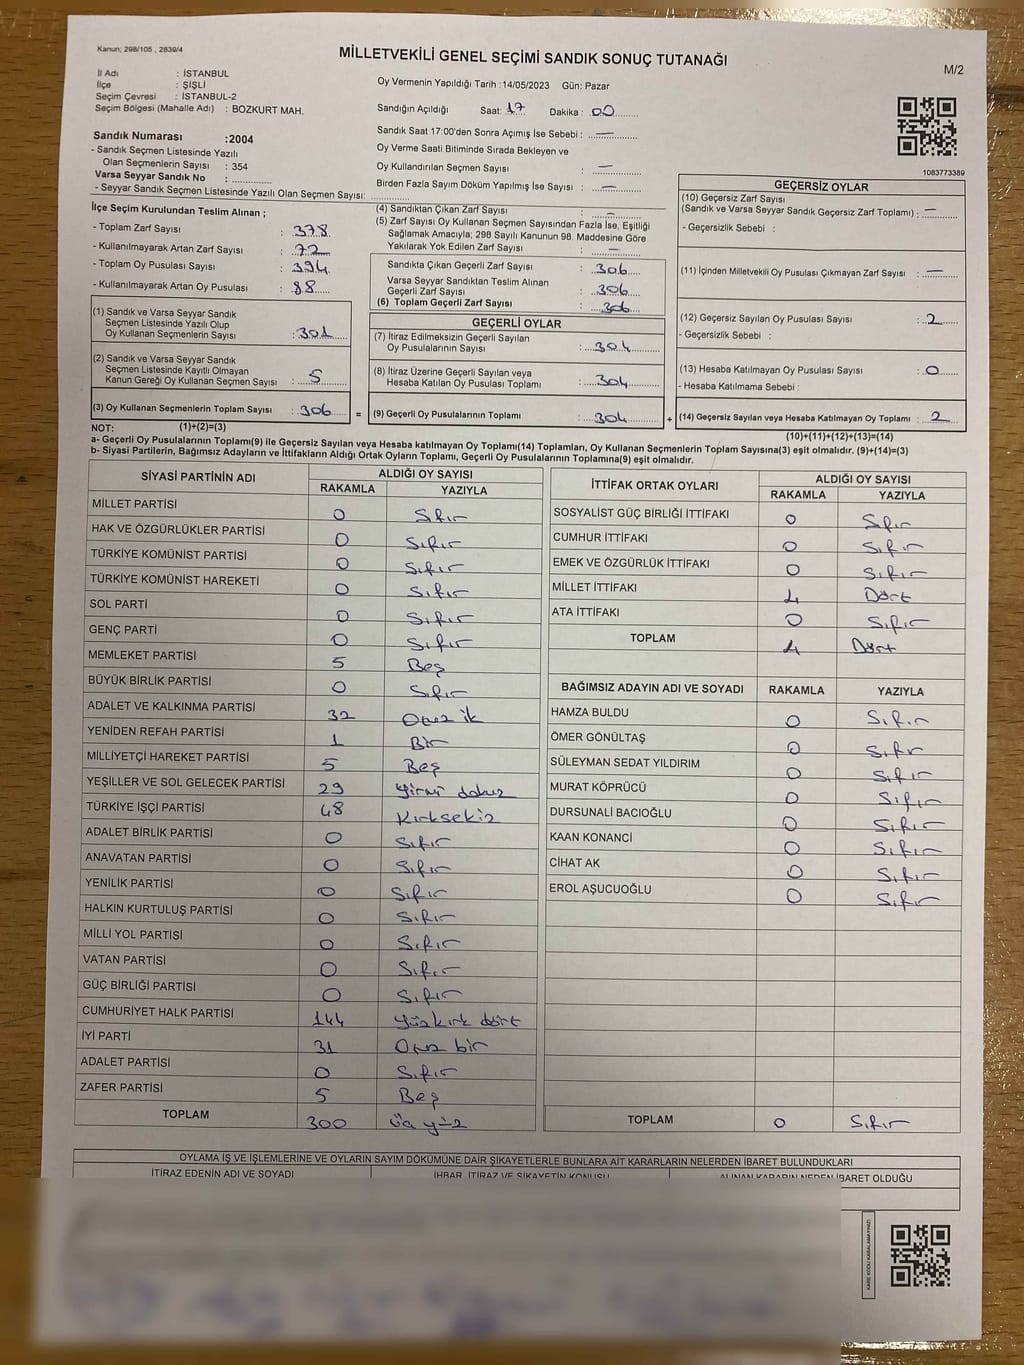 Kanun; 298/105 , 2839/4
MİLLETVEKİLİ GENEL SEÇİMİ SANDIK SONUÇ TUTANAĞI
M/2
İl Adı : İSTANBUL
İlçe : ŞİŞLİ
Seçim Çevresi : İSTANBUL-2
Seçim Bölgesi (Mahalle Adı) : BOZKURT MAH.
Oy Vermenin Yapıldığı Tarih :14/05/2023 Gün: Pazar
Sandığın Açıldığı Saat: 17 Dakika : 00
Sandık Saat 17:00'den Sonra Açımış İse Sebebi : —
Oy Verme Saati Bitiminde Sırada Bekleyen ve
Oy Kullandırılan Seçmen Sayısı : —
Birden Fazla Sayım Döküm Yapılmış İse Sayısı : —
Sandık Numarası :2004
- Sandık Seçmen Listesinde Yazılı
Olan Seçmenlerin Sayısı : 354
Varsa Seyyar Sandık No :
- Seyyar Sandık Seçmen Listesinde Yazılı Olan Seçmen Sayısı:
1083773389
İlçe Seçim Kurulundan Teslim Alınan ;
- Toplam Zarf Sayısı : 378
- Kullanılmayarak Artan Zarf Sayısı : 72
- Toplam Oy Pusulası Sayısı : 394
- Kullanılmayarak Artan Oy Pusulası : 88
(4) Sandıktan Çıkan Zarf Sayısı : —
(5) Zarf Sayısı Oy Kullanan Seçmen Sayısından Fazla İse, Eşitliği
Sağlamak Amacıyla; 298 Sayılı Kanunun 98. Maddesine Göre
Yakılarak Yok Edilen Zarf Sayısı : —
Sandıkta Çıkan Geçerli Zarf Sayısı : 306
Varsa Seyyar Sandıktan Teslim Alınan
Geçerli Zarf Sayısı : 306
(6) Toplam Geçerli Zarf Sayısı : 306
GEÇERSİZ OYLAR
(10) Geçersiz Zarf Sayısı
(Sandık ve Varsa Seyyar Sandık Geçersiz Zarf Toplamı) : —
- Geçersizlik Sebebi :
(11) İçinden Milletvekili Oy Pusulası Çıkmayan Zarf Sayısı : —
(12) Geçersiz Sayılan Oy Pusulası Sayısı : 2
- Geçersizlik Sebebi :
(13) Hesaba Katılmayan Oy Pusulası Sayısı : 0
- Hesaba Katılmama Sebebi :
(1) Sandık ve Varsa Seyyar Sandık
Seçmen Listesinde Yazılı Olup
Oy Kullanan Seçmenlerin Sayısı : 301
(2) Sandık ve Varsa Seyyar Sandık
Seçmen Listesinde Kayıtlı Olmayan
Kanun Gereği Oy Kullanan Seçmen Sayısı : 5
GEÇERLİ OYLAR
(7) İtiraz Edilmeksizin Geçerli Sayılan
Oy Pusulalarının Sayısı : 304
(8) İtiraz Üzerine Geçerli Sayılan veya
Hesaba Katılan Oy Pusulası Toplamı : 304
(3) Oy Kullanan Seçmenlerin Toplam Sayısı : 306 = (9) Geçerli Oy Pusulalarının Toplamı : 304 + (14) Geçersiz Sayılan veya Hesaba Katılmayan Oy Toplamı : 2
NOT: (1)+(2)=(3) (10)+(11)+(12)+(13)=(14)
a- Geçerli Oy Pusulalarının Toplamı(9) ile Geçersiz Sayılan veya Hesaba katılmayan Oy Toplamı(14) Toplamları, Oy Kullanan Seçmenlerin Toplam Sayısına(3) eşit olmalıdır. (9)+(14)=(3)
b- Siyasi Partilerin, Bağımsız Adayların ve İttifakların Aldığı Ortak Oyların Toplamı, Geçerli Oy Pusulalarının Toplamına(9) eşit olmalıdır.
SİYASİ PARTİNİN ADI ALDIĞI OY SAYISI
RAKAMLA YAZIYLA
MİLLET PARTİSİ 0 Sıfır
HAK VE ÖZGÜRLÜKLER PARTİSİ 0 Sıfır
TÜRKİYE KOMÜNİST PARTİSİ 0 Sıfır
TÜRKİYE KOMÜNİST HAREKETİ 0 Sıfır
SOL PARTİ 0 Sıfır
GENÇ PARTİ 0 Sıfır
MEMLEKET PARTİSİ 5 Beş
BÜYÜK BİRLİK PARTİSİ 0 Sıfır
ADALET VE KALKINMA PARTİSİ 32 Otuz iki
YENİDEN REFAH PARTİSİ 1 Bir
MİLLİYETÇİ HAREKET PARTİSİ 5 Beş
YEŞİLLER VE SOL GELECEK PARTİSİ 29 Yirmi dokuz
TÜRKİYE İŞÇİ PARTİSİ 48 Kırksekiz
ADALET BİRLİK PARTİSİ 0 Sıfır
ANAVATAN PARTİSİ 0 Sıfır
YENİLİK PARTİSİ 0 Sıfır
HALKIN KURTULUŞ PARTİSİ 0 Sıfır
MİLLİ YOL PARTİSİ 0 Sıfır
VATAN PARTİSİ 0 Sıfır
GÜÇ BİRLİĞİ PARTİSİ 0 Sıfır
CUMHURİYET HALK PARTİSİ 144 Yüzkırk dört
İYİ PARTİ 31 Otuz bir
ADALET PARTİSİ 0 Sıfır
ZAFER PARTİSİ 5 Beş
TOPLAM 300 Üç yüz
İTTİFAK ORTAK OYLARI ALDIĞI OY SAYISI
RAKAMLA YAZIYLA
SOSYALİST GÜÇ BİRLİĞİ İTTİFAKI 0 Sıfır
CUMHUR İTTİFAKI 0 Sıfır
EMEK VE ÖZGÜRLÜK İTTİFAKI 0 Sıfır
MİLLET İTTİFAKI 4 Dört
ATA İTTİFAKI 0 Sıfır
TOPLAM 4 Dört
BAĞIMSIZ ADAYIN ADI VE SOYADI RAKAMLA YAZIYLA
HAMZA BULDU 0 Sıfır
ÖMER GÖNÜLTAŞ 0 Sıfır
SÜLEYMAN SEDAT YILDIRIM 0 Sıfır
MURAT KÖPRÜCÜ 0 Sıfır
DURSUNALİ BACIOĞLU 0 Sıfır
KAAN KONANCİ 0 Sıfır
CİHAT AK 0 Sıfır
EROL AŞUCUOĞLU 0 Sıfır
TOPLAM 0 Sıfır
OYLAMA İŞ VE İŞLEMLERİNE VE OYLARIN SAYIM DÖKÜMÜNE DAİR ŞİKAYETLERLE BUNLARA AİT KARARLARIN NELERDEN İBARET BULUNDUKLARI
İTİRAZ EDENİN ADI VE SOYADI İHBAR, İTİRAZ VE ŞİKAYETİN KONUSU ALINAN KARARIN NEDEN İBARET OLDUĞU
KARE KODU KARALAMAYINIZ!